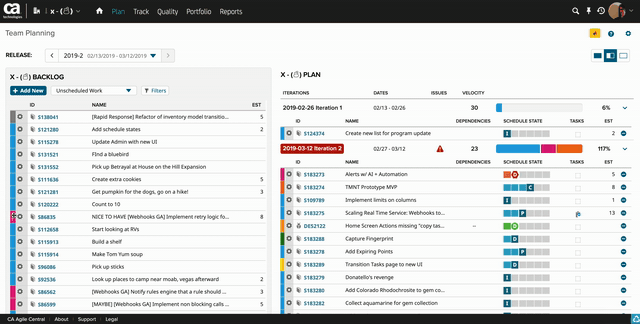 ca technologies X - ( ) Plan Track Quality Portfolio Reports
Team Planning
RELEASE: 2019-2 02/13/2019 - 03/12/2019
X - ( ) BACKLOG
+ Add New Unscheduled Work Filters
ID NAME EST
S138041 [Rapid Response] Refactor of inventory model transitio... 5
S121280 Add schedule states 2
S115278 Update Admin with new UI
S131521 Find a bluebird
S131552 Pick up Betrayal at House on the Hill Expansion
S111636 Create extra cookies 5
S121281 Get pumpkin for the dogs, go on a hike! 3
S120222 Count to 10
S86835 NICE TO HAVE [Webhooks GA] Implement retry logic fo... 8
S112658 Start looking at RVs
S115913 Build a shelf
S115914 Make Tom Yum soup
S96086 Pick up sticks
S92536 Look up places to camp near moab, vegas afterward 2
S86562 [Webhooks GA] Notify rules engine that a rule should ... 3
S86599 [MAYBE] [Webhooks GA] Implement non blocking calls ... 5
X - ( ) PLAN
ITERATIONS DATES ISSUES VELOCITY
2019-02-26 Iteration 1 02/13 - 02/26 30 6%
ID NAME DEPENDENCIES SCHEDULE STATE TASKS EST
S124374 Create new list for program update I 2
2019-03-12 Iteration 2 02/27 - 03/12 23 117%
ID NAME DEPENDENCIES SCHEDULE STATE TASKS EST
S183273 Alerts w/ AI + Automation D 5
S183274 TMNT Prototype MVP C 8
S109789 Implement limits on columns I 1
S183275 Scaling Real Time Service: Webhooks to... P 13
DE52122 Home Screen Actions missing "copy tas... -- D
S183288 Capture Fingerprint D
S183278 Add Expiring Points P
S183289 Transition Tasks page to new UI D
S183279 Donatello's revenge I
S183280 Add Colorado Rhodochrosite to gem co... I
S183282 Collect aquamarine for gem collection I
CA Agile Central About Support Legal